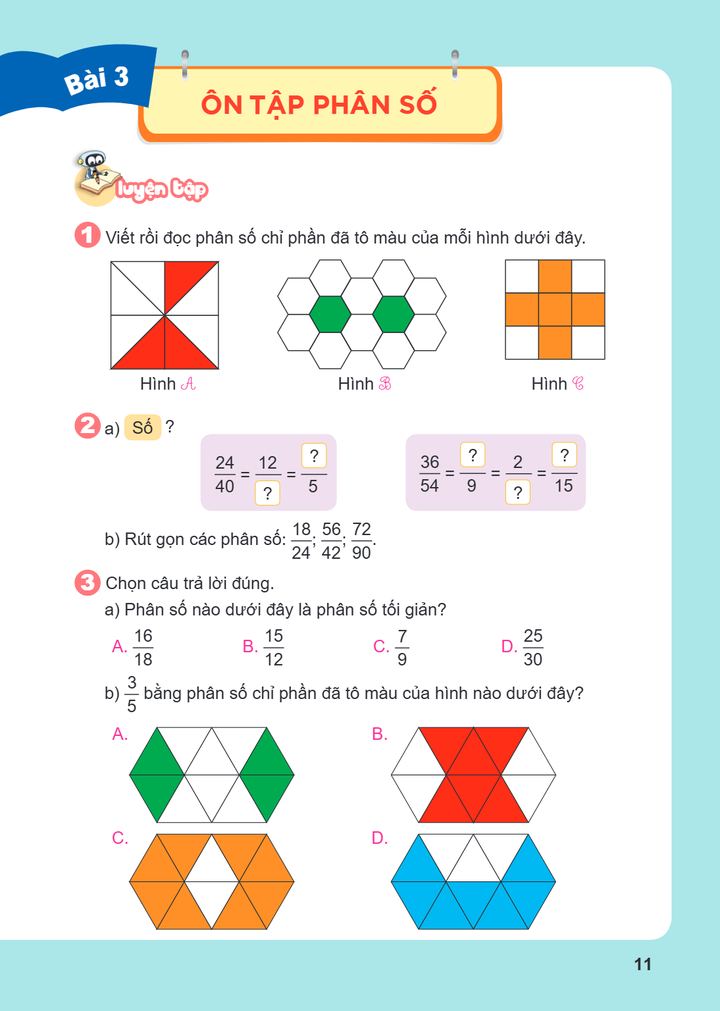 Bài 3
ÔN TẬP PHÂN SỐ
luyện tập
1 Viết rồi đọc phân số chỉ phần đã tô màu của mỗi hình dưới đây.
Hình A Hình B Hình C
2 a) Số ?
24/40 = 12/? = ?/5 36/54 = ?/9 = 2/? = ?/15
b) Rút gọn các phân số: 18/24; 56/42; 72/90.
3 Chọn câu trả lời đúng.
a) Phân số nào dưới đây là phân số tối giản?
A. 16/18 B. 15/12 C. 7/9 D. 25/30
b) 3/5 bằng phân số chỉ phần đã tô màu của hình nào dưới đây?
A. B.
C. D.
11